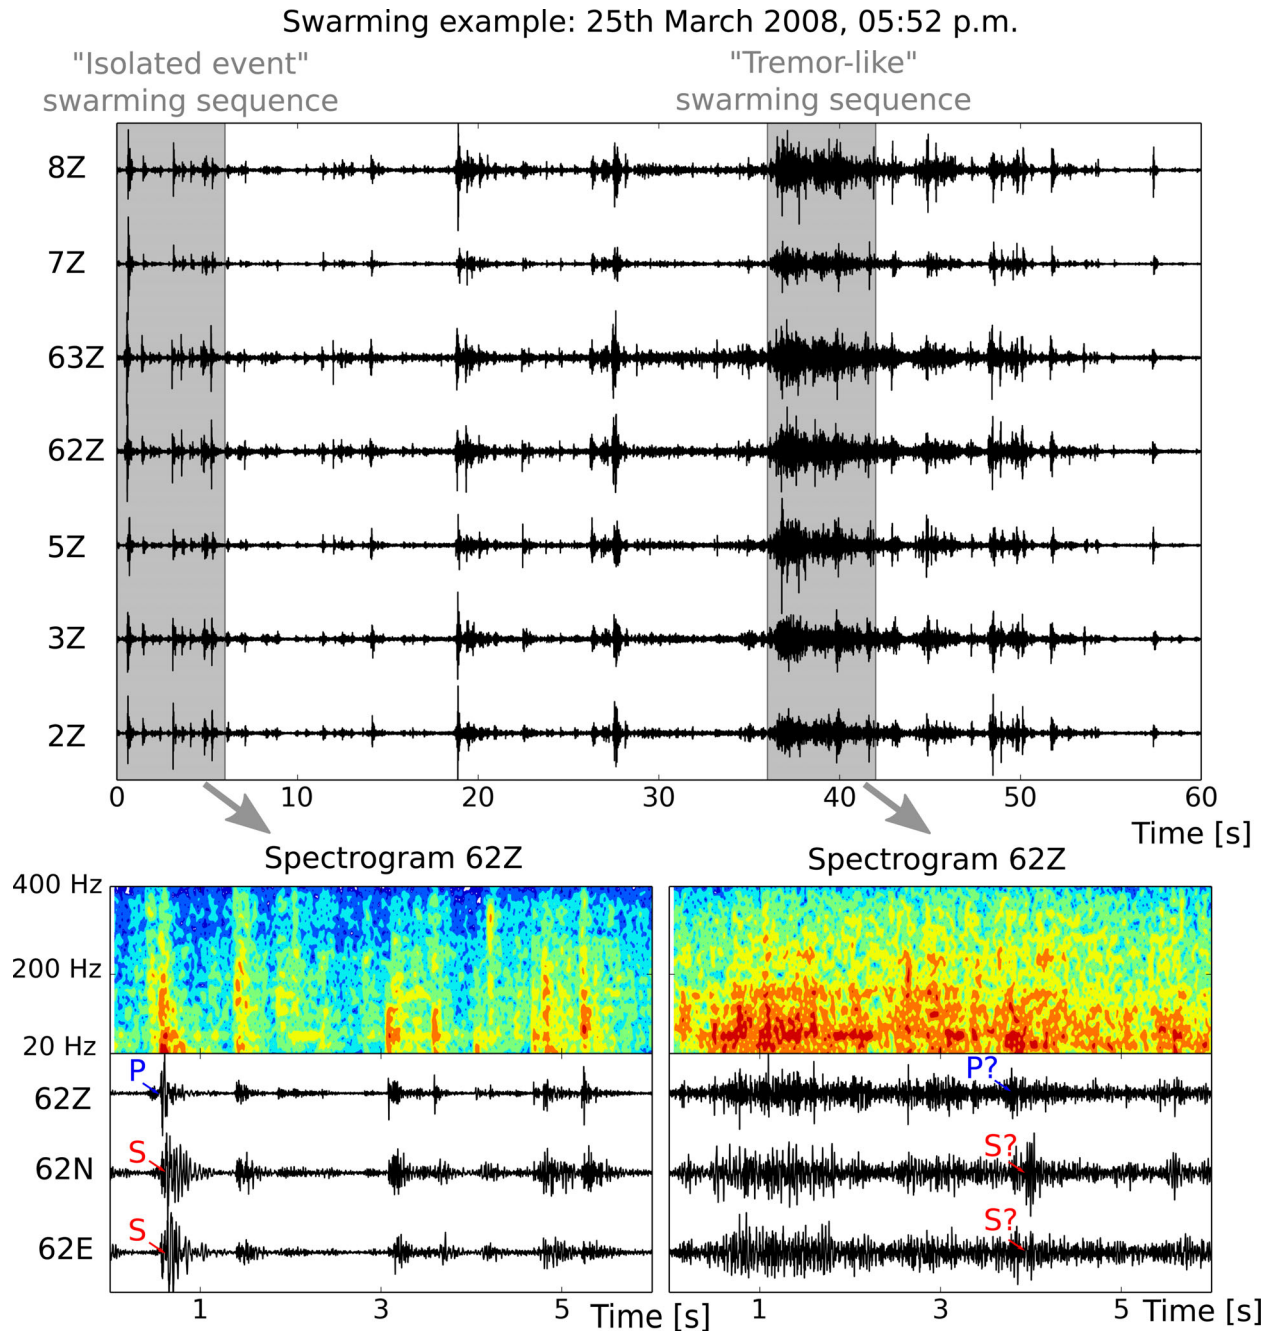 Swarming example: 25th March 2008, 05:52 p.m.
"Isolated event"
swarming sequence
"Tremor-like"
swarming sequence
8Z
7Z
63Z
62Z
5Z
3Z
2Z
0 10 20 30 40 50 60
Time [s]
Spectrogram 62Z
Spectrogram 62Z
400 Hz
200 Hz
20 Hz
P
P?
62Z
S
S?
62N
S
S?
62E
1 3 5 Time [s]
1 3 5 Time [s]